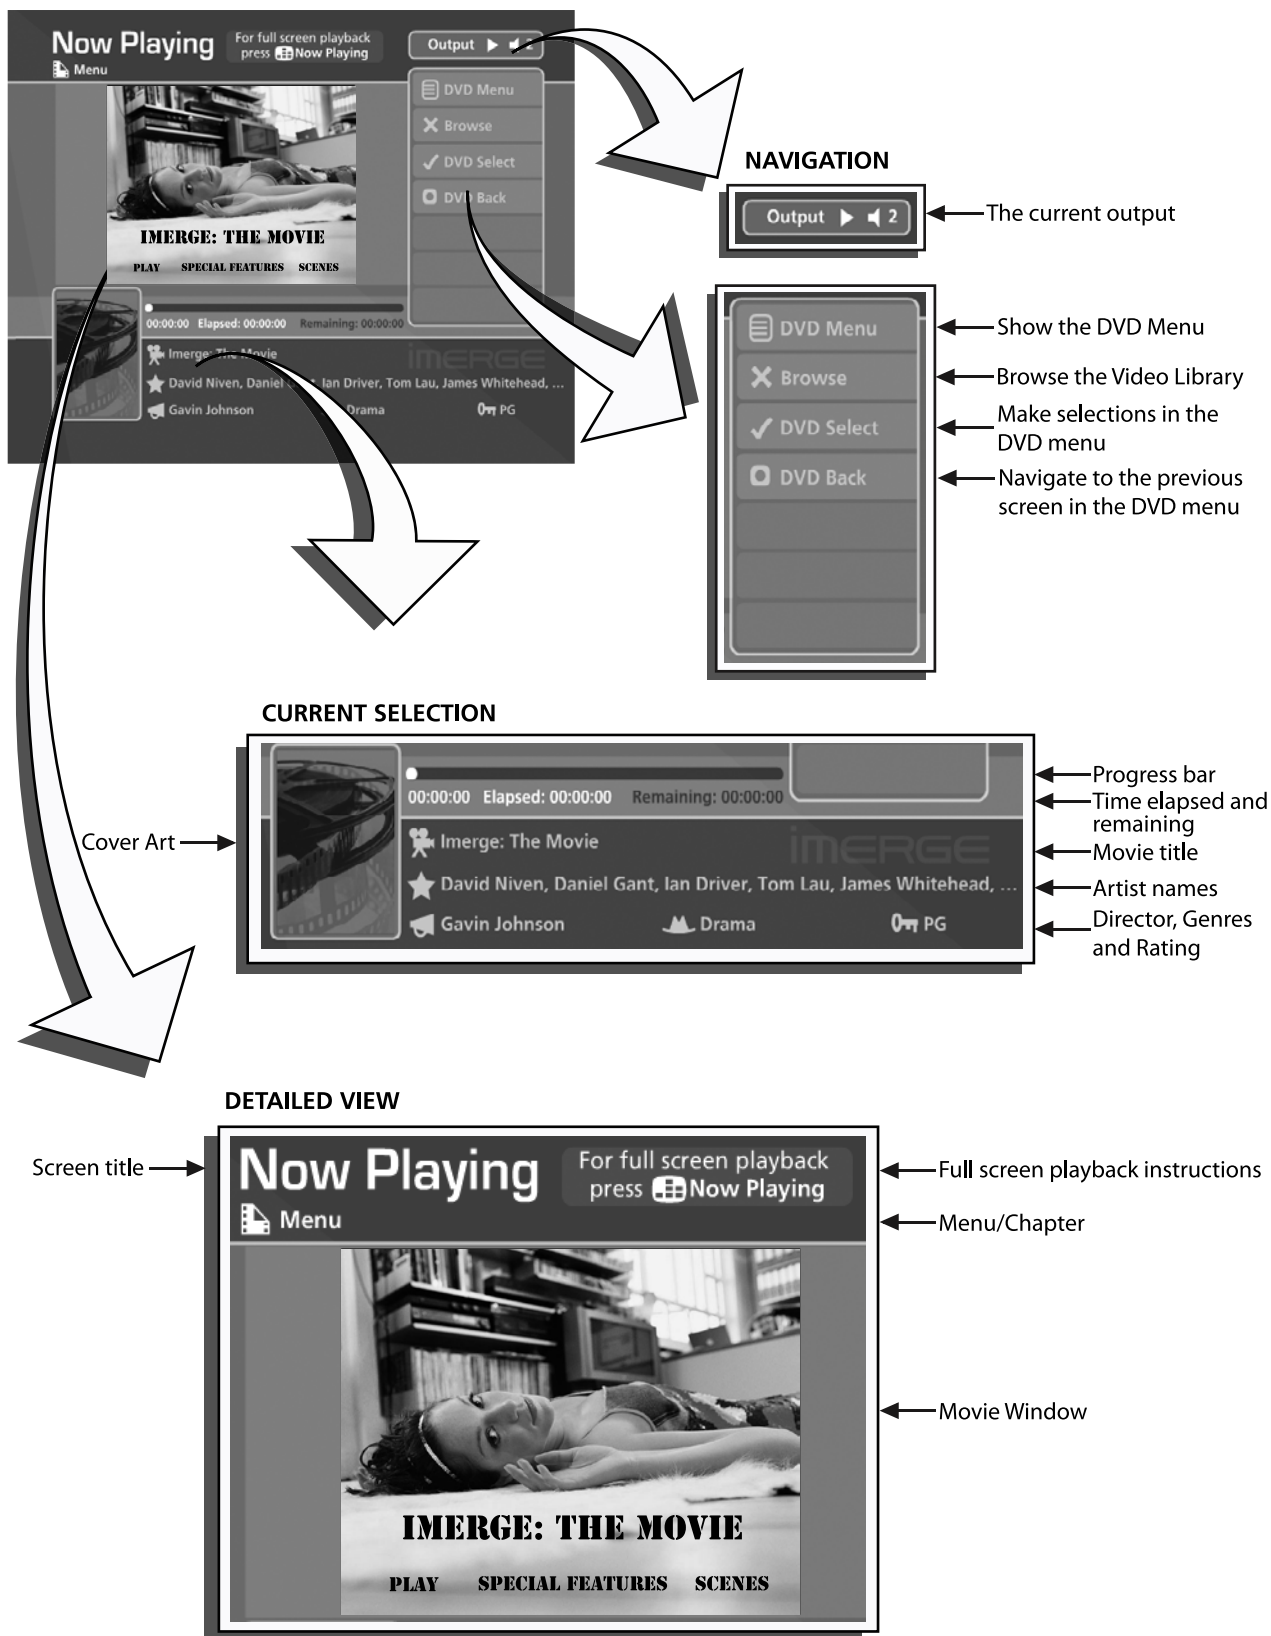 Now Playing
For full screen playback
press Now Playing
Menu
Output 2
DVD Menu
Browse
DVD Select
DVD Back
IMERGE: THE MOVIE
PLAY SPECIAL FEATURES SCENES
00:00:00 Elapsed: 00:00:00 Remaining: 00:00:00
Imerge: The Movie
IMERGE
David Niven, Daniel Ian Driver, Tom Lau, James Whitehead, ...
Gavin Johnson Drama PG
NAVIGATION
Output 2
The current output
DVD Menu
Show the DVD Menu
Browse
Browse the Video Library
DVD Select
Make selections in the
DVD menu
DVD Back
Navigate to the previous
screen in the DVD menu
CURRENT SELECTION
Cover Art
00:00:00 Elapsed: 00:00:00 Remaining: 00:00:00
Imerge: The Movie
IMERGE
David Niven, Daniel Gant, Ian Driver, Tom Lau, James Whitehead, ...
Gavin Johnson Drama PG
Progress bar
Time elapsed and
remaining
Movie title
Artist names
Director, Genres
and Rating
DETAILED VIEW
Screen title
Now Playing
For full screen playback
press Now Playing
Menu
Full screen playback instructions
Menu/Chapter
IMERGE: THE MOVIE
PLAY SPECIAL FEATURES SCENES
Movie Window